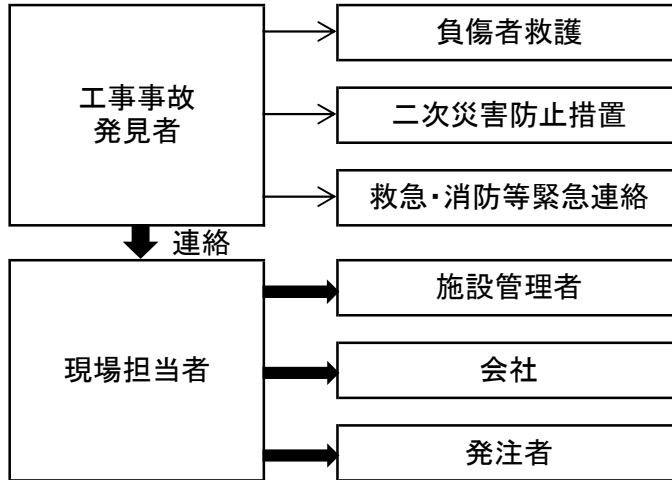 工事事故
発見者
負傷者救護
二次災害防止措置
救急・消防等緊急連絡
連絡
現場担当者
施設管理者
会社
発注者